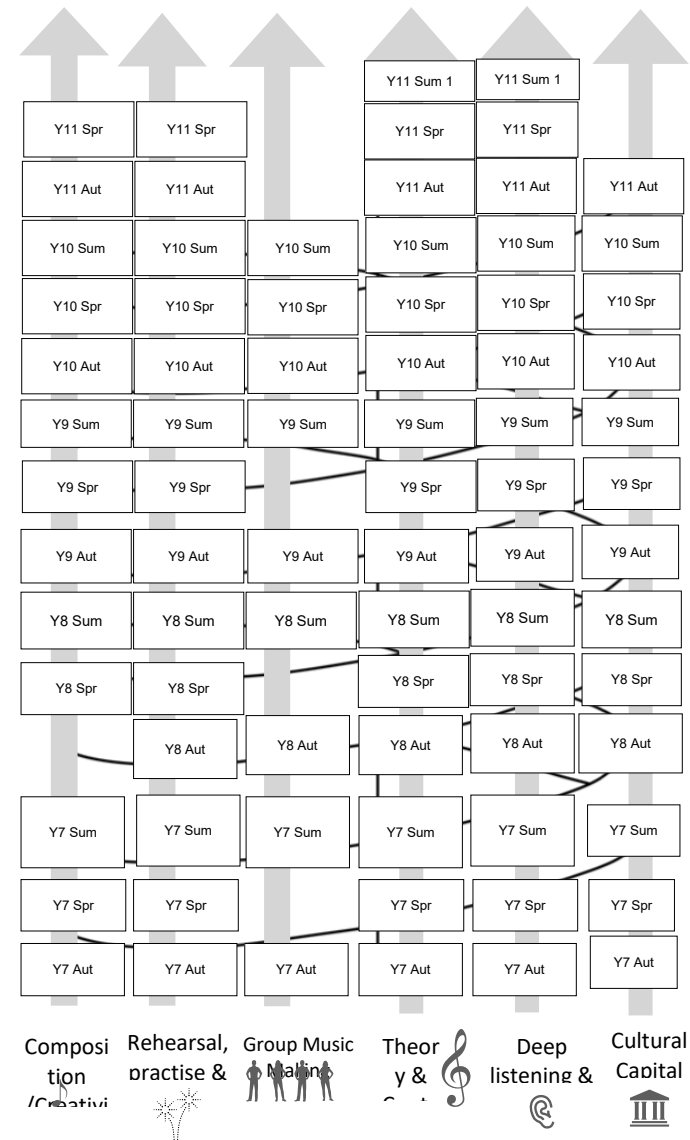 Y11 Sum 1 Y11 Sum 1
Y11 Spr Y11 Spr Y11 Spr Y11 Spr
Y11 Aut Y11 Aut Y11 Aut Y11 Aut Y11 Aut
Y10 Sum Y10 Sum Y10 Sum Y10 Sum Y10 Sum Y10 Sum
Y10 Spr Y10 Spr Y10 Spr Y10 Spr Y10 Spr Y10 Spr
Y10 Aut Y10 Aut Y10 Aut Y10 Aut Y10 Aut Y10 Aut
Y9 Sum Y9 Sum Y9 Sum Y9 Sum Y9 Sum Y9 Sum
Y9 Spr Y9 Spr Y9 Spr Y9 Spr Y9 Spr
Y9 Aut Y9 Aut Y9 Aut Y9 Aut Y9 Aut Y9 Aut
Y8 Sum Y8 Sum Y8 Sum Y8 Sum Y8 Sum Y8 Sum
Y8 Spr Y8 Spr Y8 Spr Y8 Spr Y8 Spr
Y8 Aut Y8 Aut Y8 Aut Y8 Aut Y8 Aut
Y7 Sum Y7 Sum Y7 Sum Y7 Sum Y7 Sum Y7 Sum
Y7 Spr Y7 Spr Y7 Spr Y7 Spr Y7 Spr
Y7 Aut Y7 Aut Y7 Aut Y7 Aut Y7 Aut Y7 Aut
Composi
tion
/Creativi
Rehearsal,
practise &
Group Music
Making
Theor
y &
Deep
listening &
Cultural
Capital